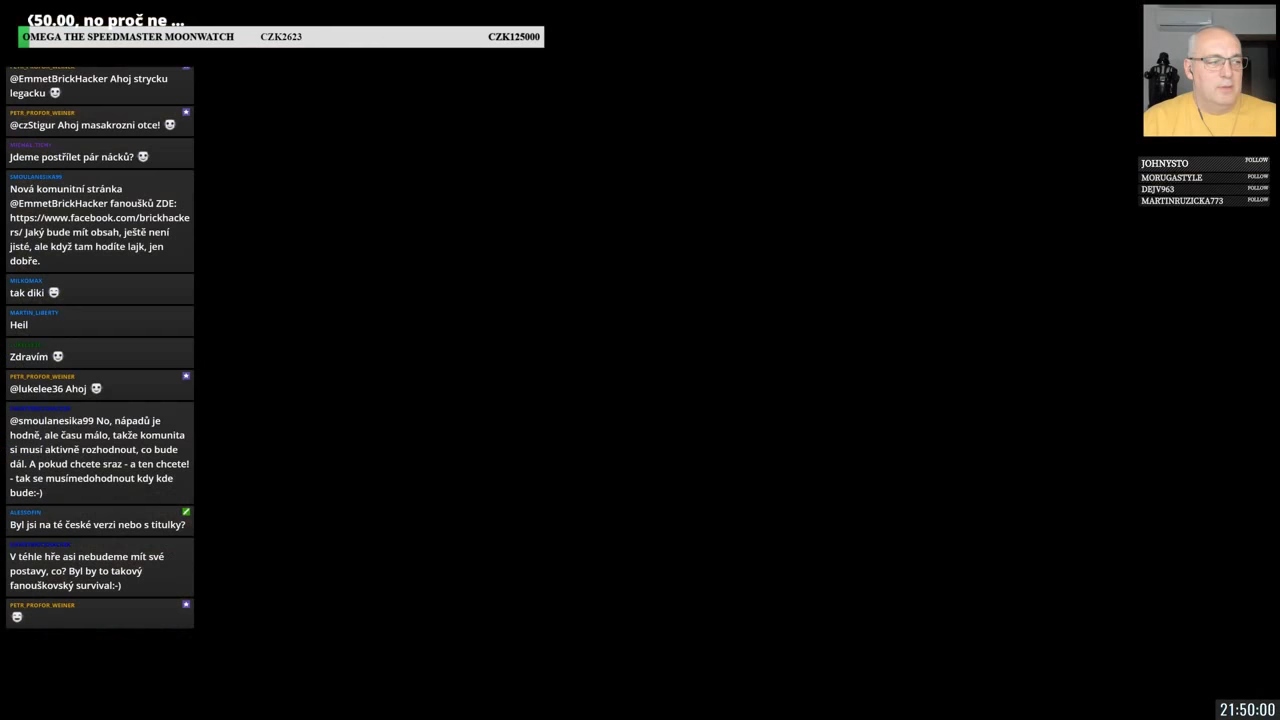 K50.00, no proč ne ...
OMEGA THE SPEEDMASTER MOONWATCH CZK2623 CZK125000
@EmmetBrickHacker Ahoj strycku
legacku
PETR_PROFOR_WEINER
@czStigur Ahoj masakrozni otce!
Jdeme postřílet pár nácků?
SMOULANESIKA99
Nová komunitní stránka
@EmmetBrickHacker fanoušků ZDE:
https://www.facebook.com/brickhacke
rs/ Jaký bude mít obsah, ještě není
jisté, ale když tam hodíte lajk, jen
dobře.
MILKOMAX
tak diki
MARTIN_LIBERTY
Heil
Zdravím
PETR_PROFOR_WEINER
@lukelee36 Ahoj
@smoulanesika99 No, nápadů je
hodně, ale času málo, takže komunita
si musí aktivně rozhodnout, co bude
dál. A pokud chcete sraz - a ten chcete!
- tak se musímedohodnout kdy kde
bude:-)
ALESSOFIN
Byl jsi na té české verzi nebo s titulky?
V téhle hře asi nebudeme mít své
postavy, co? Byl by to takový
fanouškovský survival:-)
PETR_PROFOR_WEINER
JOHNYSTO FOLLOW
MORUGASTYLE FOLLOW
DEJV963 FOLLOW
MARTINRUZICKA773 FOLLOW
21:50:00